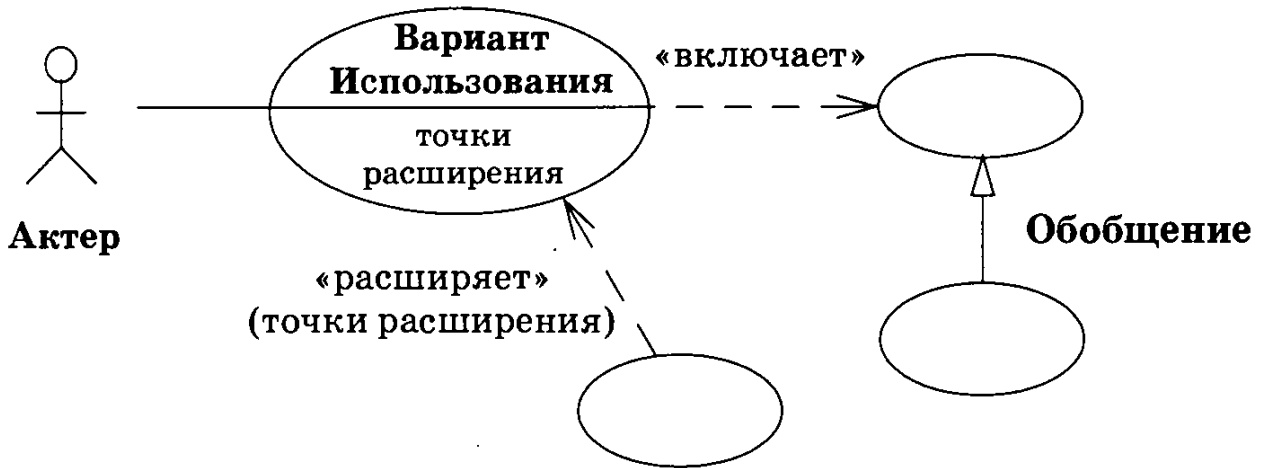 Вариант
Использования
«включает»
точки
расширения
Актер
Обобщение
«расширяет»
(точки расширения)